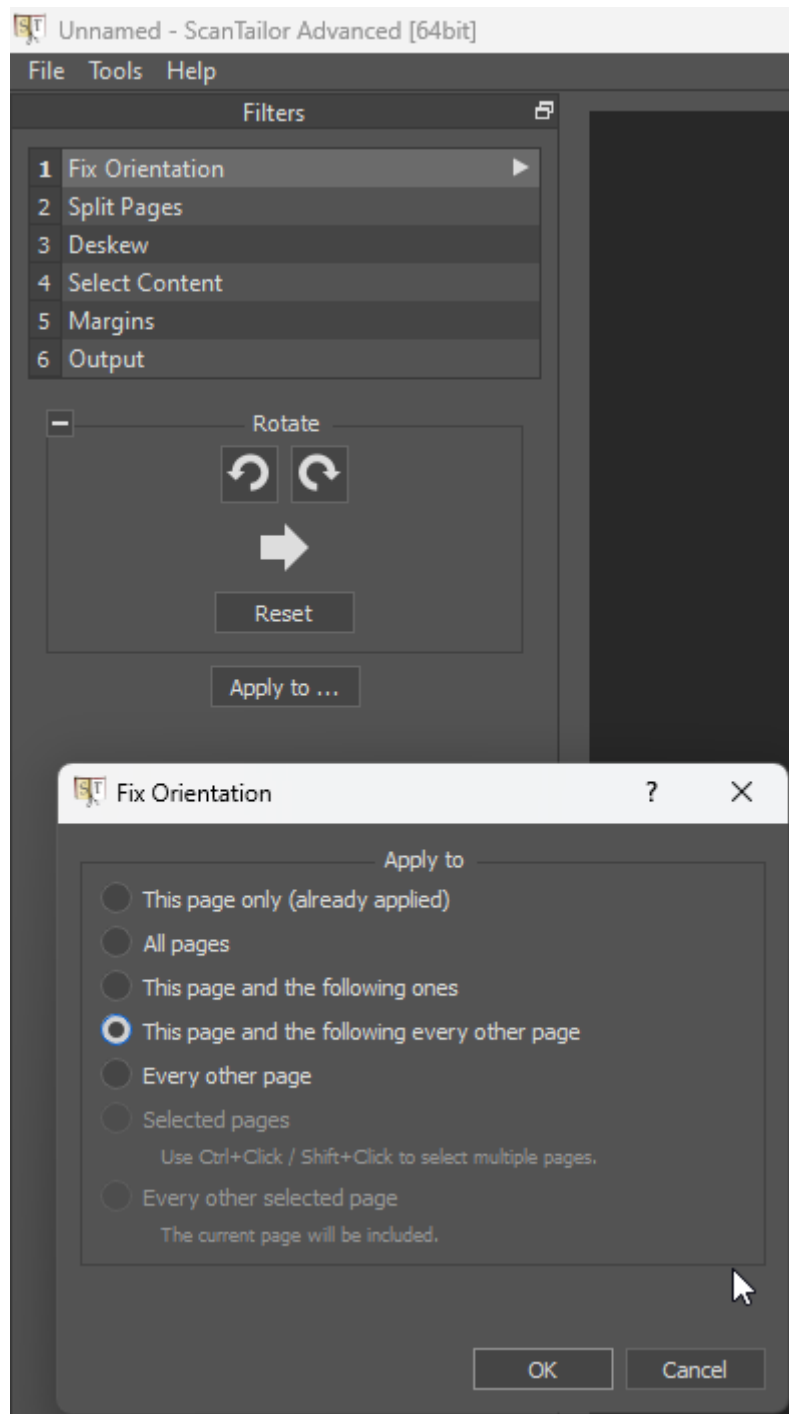 Unnamed - ScanTailor Advanced [64bit]
File Tools Help
Filters
1 Fix Orientation
2 Split Pages
3 Deskew
4 Select Content
5 Margins
6 Output
Rotate
Reset
Apply to ...
Fix Orientation
Apply to
This page only (already applied)
All pages
This page and the following ones
This page and the following every other page
Every other page
Selected pages
Use Ctrl+Click / Shift+Click to select multiple pages.
Every other selected page
The current page will be included.
OK Cancel